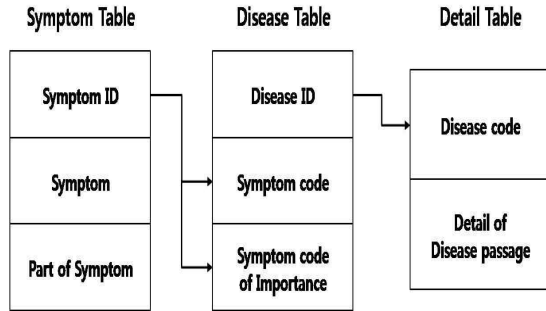 Symptom Table
Disease Table
Detail Table
Symptom ID
Symptom
Part of Symptom
Disease ID
Symptom code
Symptom code
of Importance
Disease code
Detail of
Disease passage